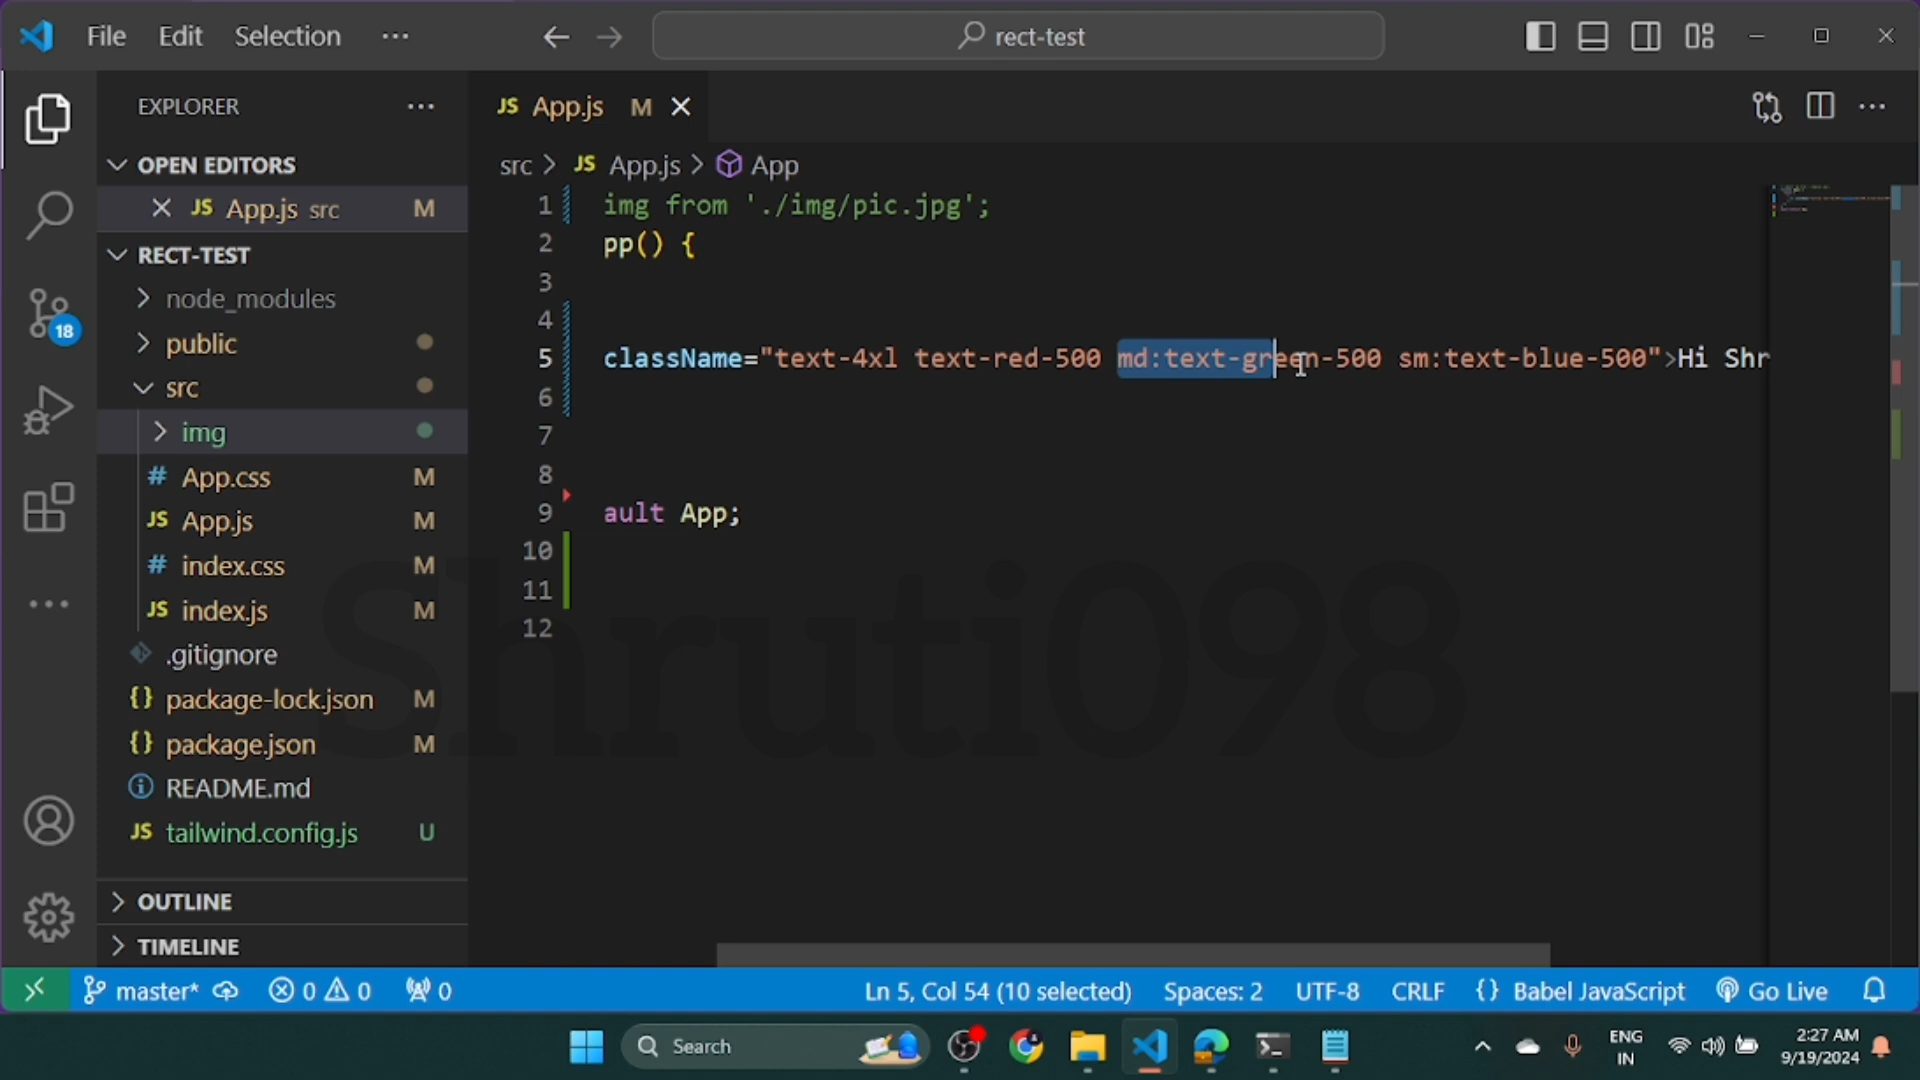 File Edit Selection ···
rect-test
EXPLORER ···
JS App.js M
OPEN EDITORS
JS App.js src M
src > JS App.js > App
RECT-TEST
node_modules
public
src
img
# App.css M
JS App.js M
# index.css M
JS index.js M
.gitignore
{} package-lock.json M
{} package.json M
README.md
JS tailwind.config.js U
OUTLINE
TIMELINE
18
1 img from './img/pic.jpg';
2 pp() {
3
4
5 className="text-4xl text-red-500 md:text-green-500 sm:text-blue-500">Hi Shr
6
7
8
9 ault App;
10
11
12
Shruti098
master* 0 0 0 Ln 5, Col 54 (10 selected) Spaces: 2 UTF-8 CRLF {} Babel JavaScript Go Live
Search
ENG
IN
2:27 AM
9/19/2024